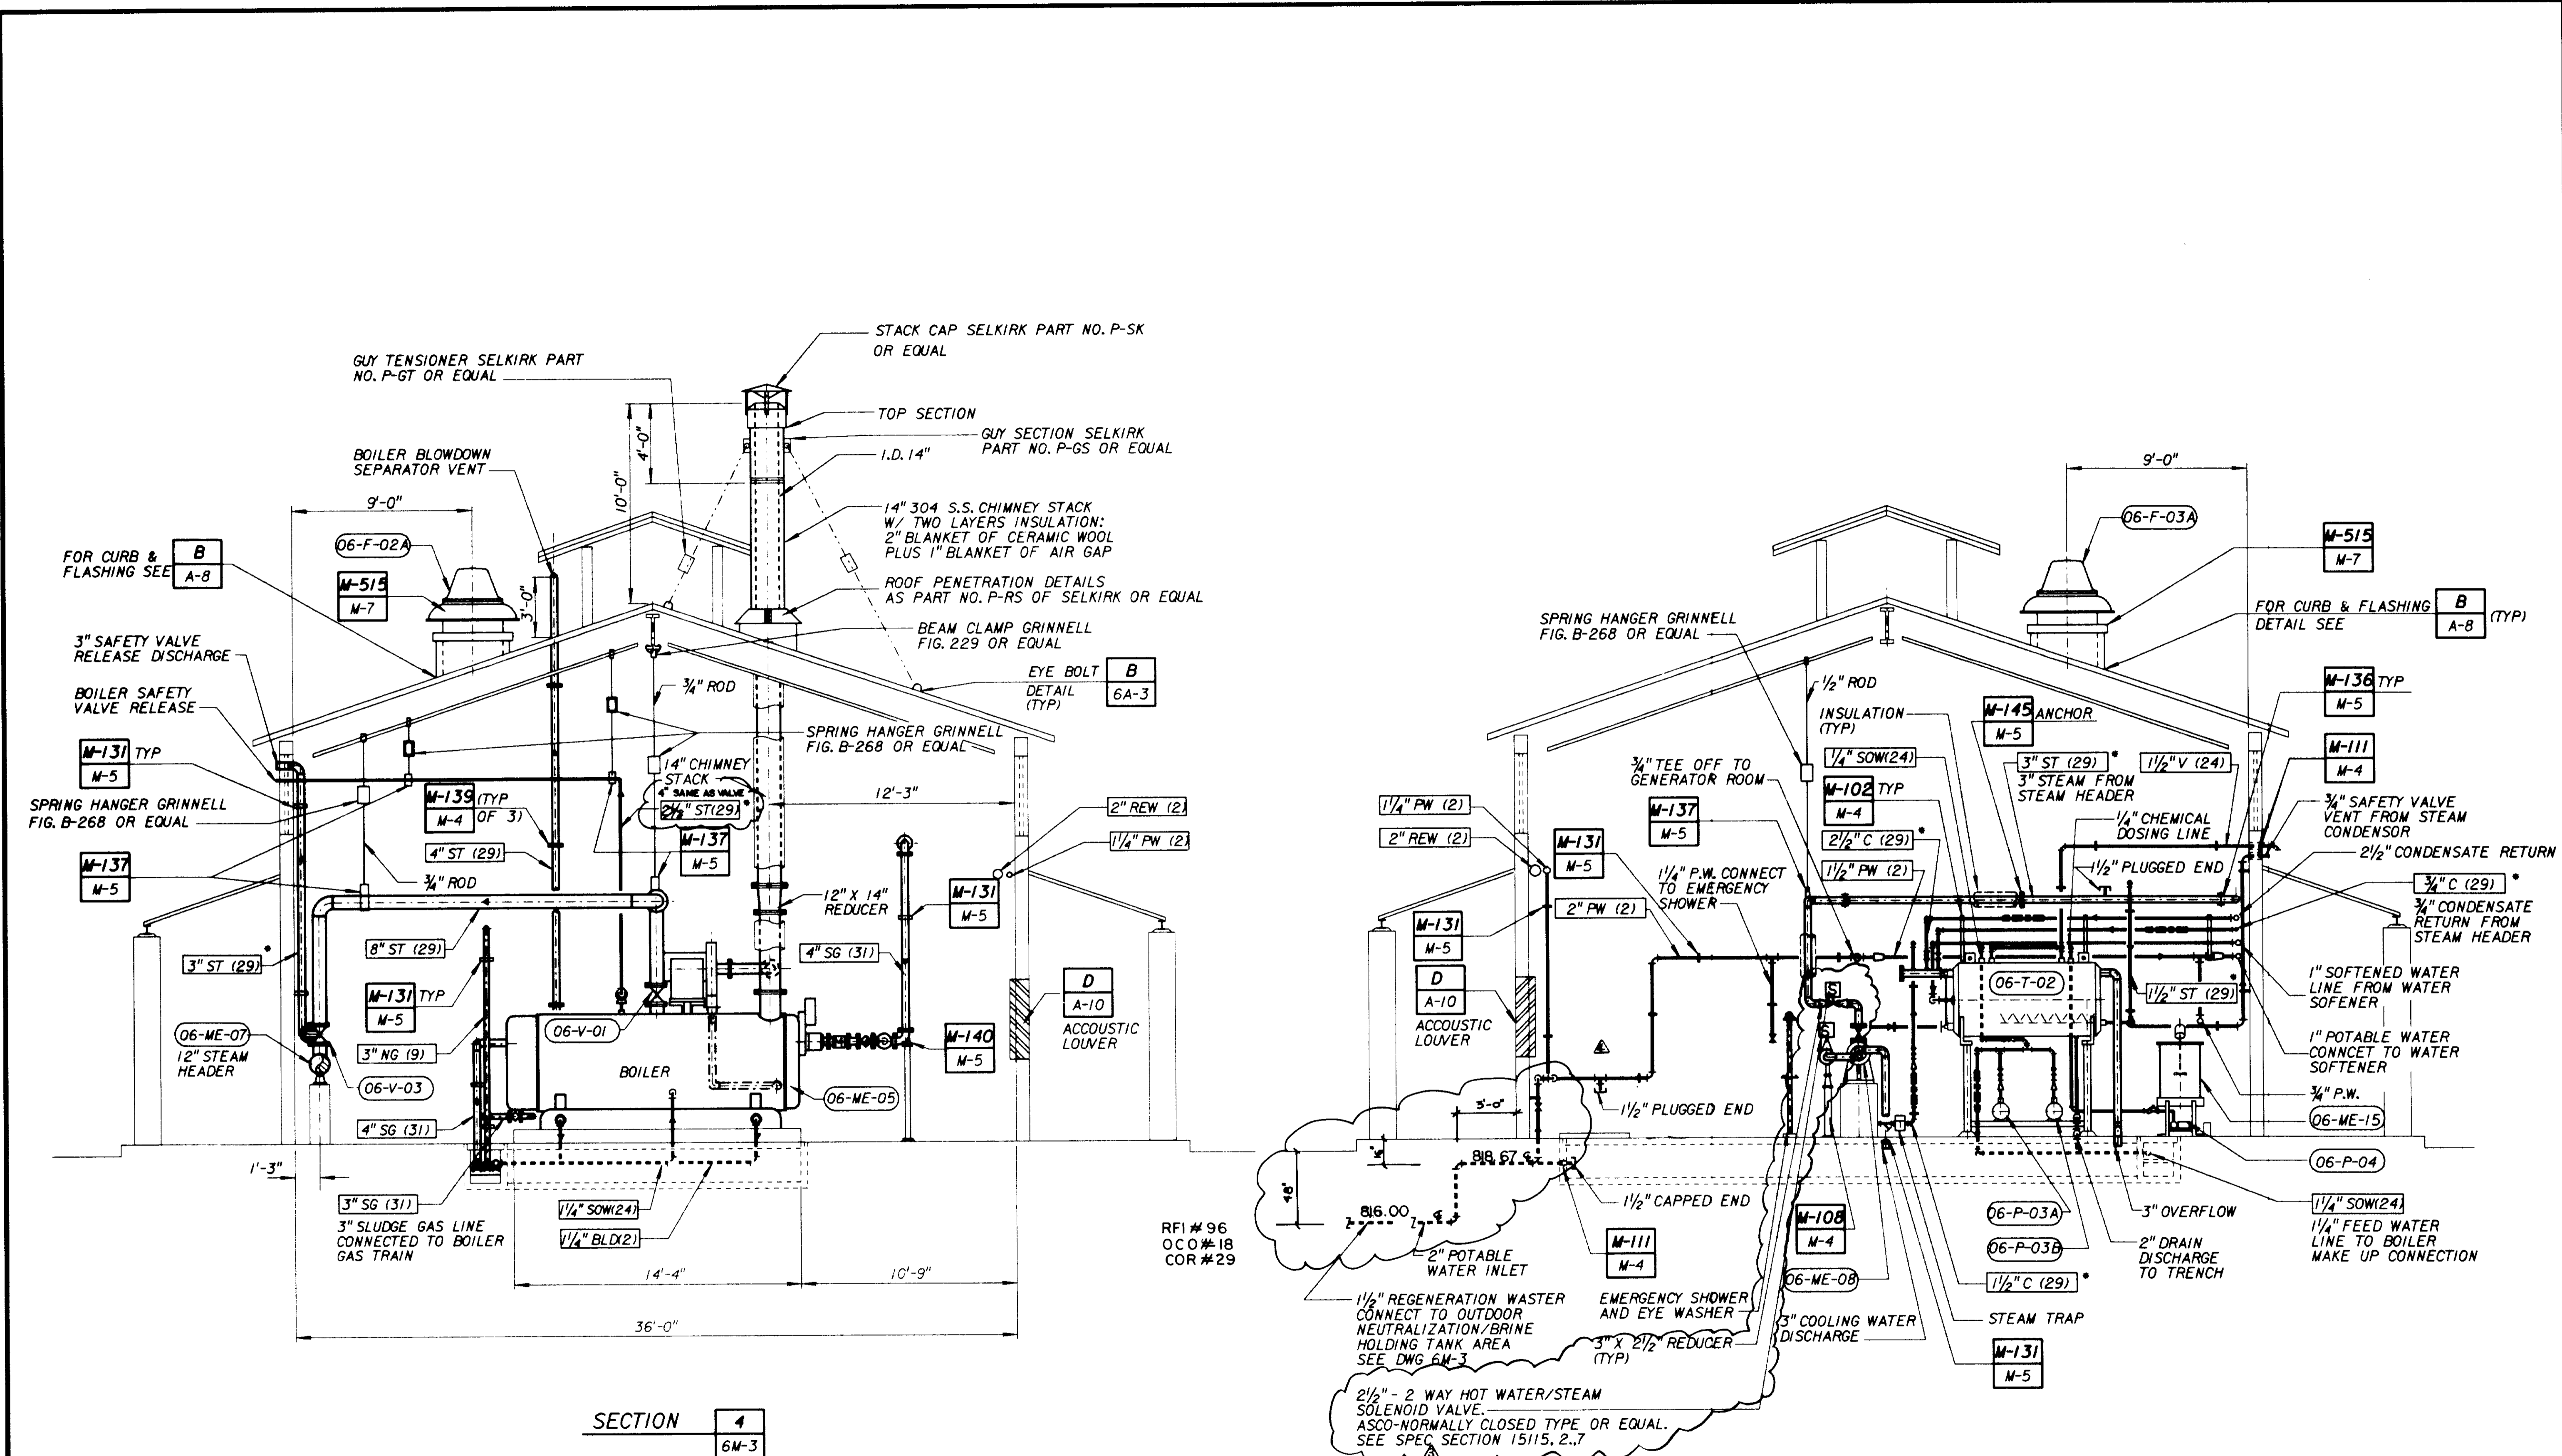 STACK CAP SELKIRK PART NO. P-SK
OR EQUAL
GUY TENSIONER SELKIRK PART
NO. P-GT OR EQUAL
TOP SECTION
GUY SECTION SELKIRK
PART NO. P-GS OR EQUAL
I.D. 14"
4'-0"
10'-0"
BOILER BLOWDOWN
SEPARATOR VENT
9'-0"
14" 304 S.S. CHIMNEY STACK
W/ TWO LAYERS INSULATION:
2" BLANKET OF CERAMIC WOOL
PLUS 1" BLANKET OF AIR GAP
06-F-02A
FOR CURB &
FLASHING SEE
B
A-8
M-515
M-7
3'-0"
ROOF PENETRATION DETAILS
AS PART NO. P-RS OF SELKIRK OR EQUAL
BEAM CLAMP GRINNELL
FIG. 229 OR EQUAL
3" SAFETY VALVE
RELEASE DISCHARGE
EYE BOLT
DETAIL
(TYP)
B
6A-3
3/4" ROD
BOILER SAFETY
VALVE RELEASE
SPRING HANGER GRINNELL
FIG. B-268 OR EQUAL
M-131 TYP
M-5
14" CHIMNEY
STACK
4" SAME AS VALVE
2 1/2" ST(29) *
12'-3"
SPRING HANGER GRINNELL
FIG. B-268 OR EQUAL
M-139 (TYP
M-4 OF 3)
2" REW (2)
1 1/4" PW (2)
M-137
M-5
4" ST (29)
M-137
M-5
3/4" ROD
12" X 14"
REDUCER
M-131
M-5
8" ST (29)
*
3" ST (29)
4" SG (31)
M-131 TYP
M-5
D
A-10
ACCOUSTIC
LOUVER
06-V-01
06-ME-07
12" STEAM
HEADER
3" NG (9)
M-140
M-5
BOILER
06-V-03
06-ME-05
4" SG (31)
1'-3"
3" SG (31)
3" SLUDGE GAS LINE
CONNECTED TO BOILER
GAS TRAIN
1 1/4" SOW(24)
1 1/4" BLD(2)
14'-4"
10'-9"
36'-0"
SECTION
4
6M-3
9'-0"
06-F-03A
M-515
M-7
FOR CURB & FLASHING
DETAIL SEE
B
A-8
(TYP)
SPRING HANGER GRINNELL
FIG. B-268 OR EQUAL
1/2" ROD
M-136 TYP
M-5
INSULATION
(TYP)
M-145 ANCHOR
M-5
M-111
M-4
3/4" TEE OFF TO
GENERATOR ROOM
1/4" SOW(24)
3" ST (29) *
3" STEAM FROM
STEAM HEADER
1 1/2" V (24)
M-102 TYP
M-4
3/4" SAFETY VALVE
VENT FROM STEAM
CONDENSOR
1 1/4" PW (2)
M-137
M-5
1/4" CHEMICAL
DOSING LINE
2" REW (2)
M-131
M-5
2 1/2" C (29) *
2 1/2" CONDENSATE RETURN
1 1/4" P.W. CONNECT
TO EMERGENCY
SHOWER
1 1/2" PW (2)
1 1/2" PLUGGED END
3/4" C (29) *
3/4" CONDENSATE
RETURN FROM
STEAM HEADER
2" PW (2)
M-131
M-5
06-T-02
1" SOFTENED WATER
LINE FROM WATER
SOFENER
D
A-10
ACCOUSTIC
LOUVER
S
S
*
1 1/2" ST (29)
1" POTABLE WATER
CONNCET TO WATER
SOFTENER
3/4" P.W.
1 1/2" PLUGGED END
06-ME-15
3'-0"
818.67 ℄
48"
816.00
℄
06-P-04
1 1/2" CAPPED END
06-P-03A
3" OVERFLOW
1 1/4" SOW(24)
1 1/4" FEED WATER
LINE TO BOILER
MAKE UP CONNECTION
RFI # 96
OCO # 18
COR # 29
M-108
M-4
06-P-03B
M-111
M-4
2" POTABLE
WATER INLET
2" DRAIN
DISCHARGE
TO TRENCH
06-ME-08
1 1/2" C (29) *
1 1/2" REGENERATION WASTER
CONNECT TO OUTDOOR
NEUTRALIZATION/BRINE
HOLDING TANK AREA
SEE DWG 6M-3
EMERGENCY SHOWER
AND EYE WASHER
3" COOLING WATER
DISCHARGE
STEAM TRAP
3" X 2 1/2" REDUCER
(TYP)
M-131
M-5
2 1/2" - 2 WAY HOT WATER/STEAM
SOLENOID VALVE.
ASCO-NORMALLY CLOSED TYPE OR EQUAL.
SEE SPEC SECTION 15115, 2.,7